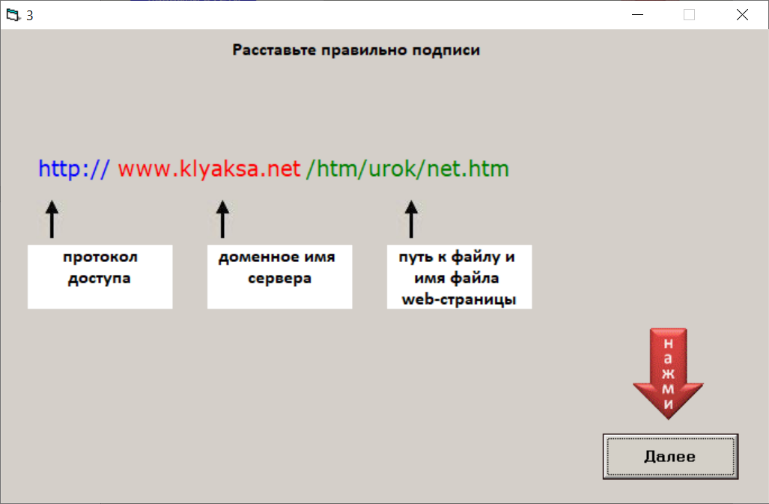 3
Расставьте правильно подписи
http:// www.klyaksa.net /htm/urok/net.htm
протокол
доступа
доменное имя
сервера
путь к файлу и
имя файла
web-страницы
нажми
Далее